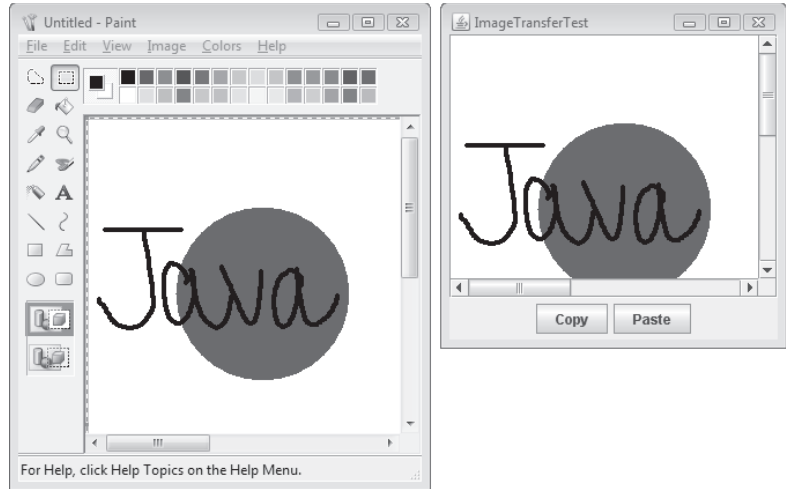 Untitled - Paint
File Edit View Image Colors Help
A
Java
For Help, click Help Topics on the Help Menu.
ImageTransferTest
Java
Copy Paste